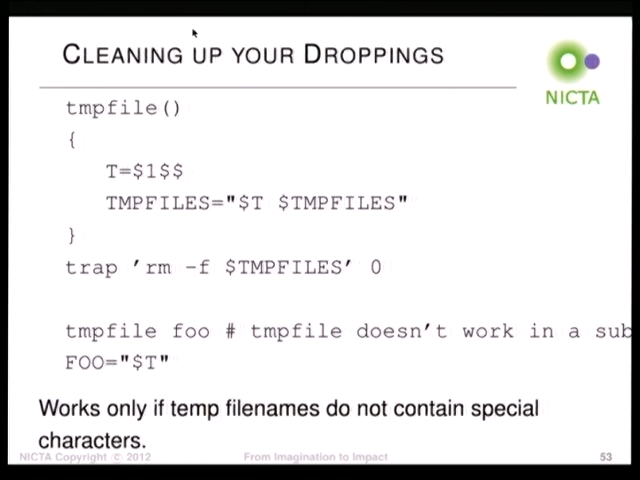 CLEANING UP YOUR DROPPINGS
NICTA
tmpfile()
{
T=$1$$
TMPFILES="$T $TMPFILES"
}
trap 'rm -f $TMPFILES' 0
tmpfile foo # tmpfile doesn't work in a sub
FOO="$T"
Works only if temp filenames do not contain special
characters.
NICTA Copyright © 2012 From Imagination to Impact 53